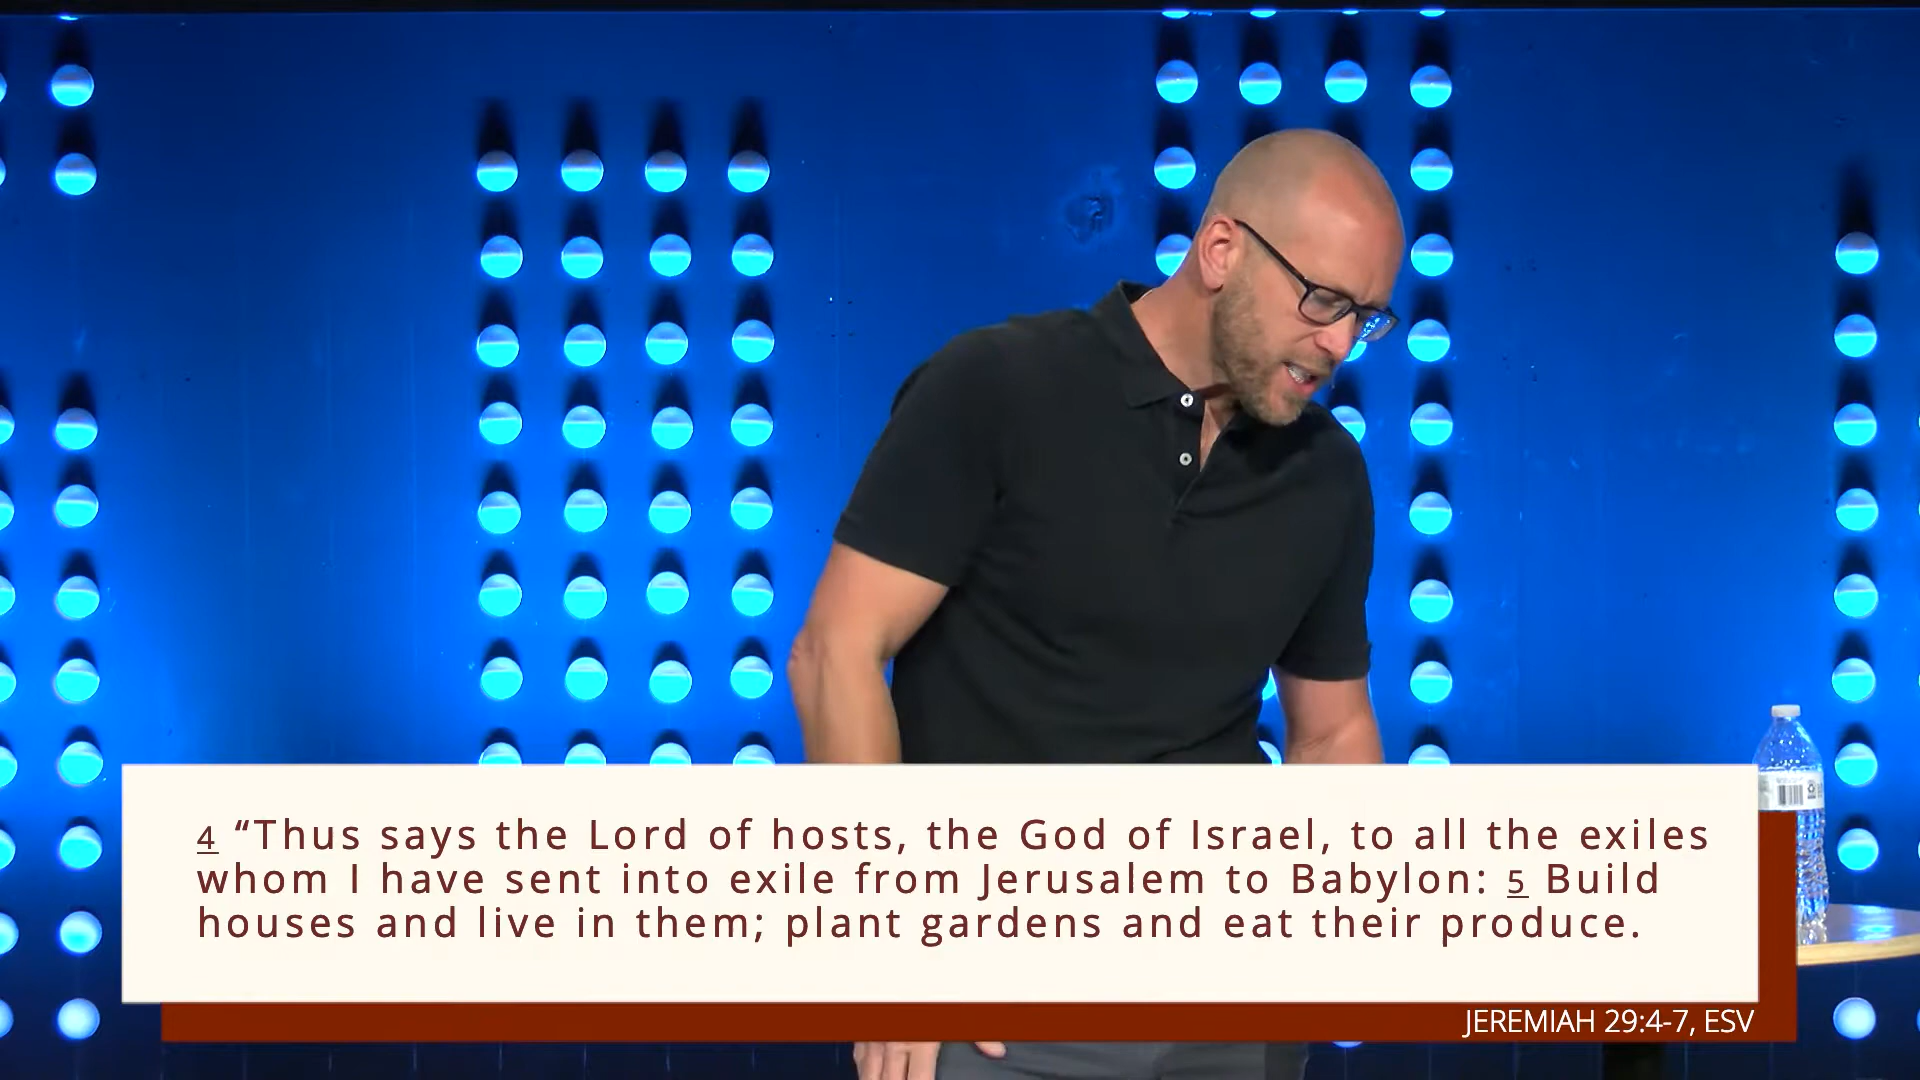 4 “Thus says the Lord of hosts, the God of Israel, to all the exiles
whom I have sent into exile from Jerusalem to Babylon: 5 Build
houses and live in them; plant gardens and eat their produce.
JEREMIAH 29:4-7, ESV